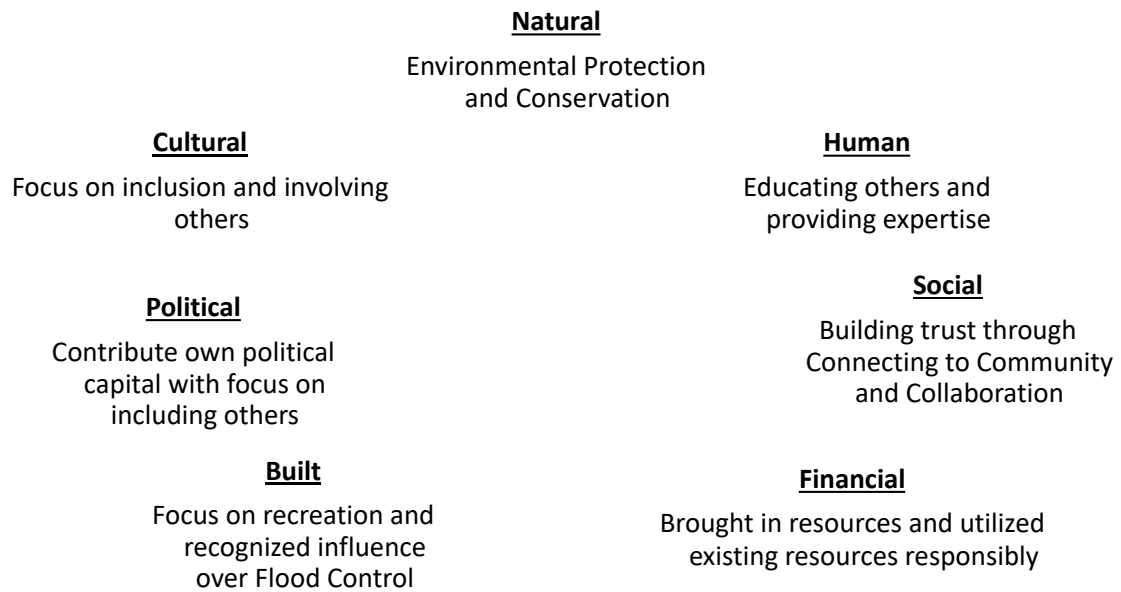 Natural
Environmental Protection
and Conservation
Cultural
Focus on inclusion and involving
others
Human
Educating others and
providing expertise
Political
Contribute own political
capital with focus on
including others
Social
Building trust through
Connecting to Community
and Collaboration
Built
Focus on recreation and
recognized influence
over Flood Control
Financial
Brought in resources and utilized
existing resources responsibly